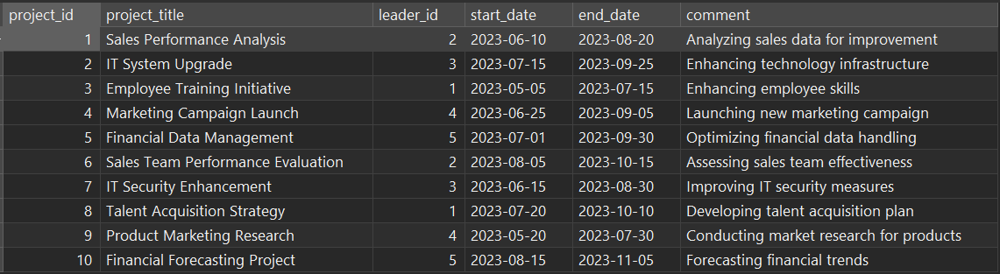 project_id project_title leader_id start_date end_date comment
1 Sales Performance Analysis 2 2023-06-10 2023-08-20 Analyzing sales data for improvement
2 IT System Upgrade 3 2023-07-15 2023-09-25 Enhancing technology infrastructure
3 Employee Training Initiative 1 2023-05-05 2023-07-15 Enhancing employee skills
4 Marketing Campaign Launch 4 2023-06-25 2023-09-05 Launching new marketing campaign
5 Financial Data Management 5 2023-07-01 2023-09-30 Optimizing financial data handling
6 Sales Team Performance Evaluation 2 2023-08-05 2023-10-15 Assessing sales team effectiveness
7 IT Security Enhancement 3 2023-06-15 2023-08-30 Improving IT security measures
8 Talent Acquisition Strategy 1 2023-07-20 2023-10-10 Developing talent acquisition plan
9 Product Marketing Research 4 2023-05-20 2023-07-30 Conducting market research for products
10 Financial Forecasting Project 5 2023-08-15 2023-11-05 Forecasting financial trends